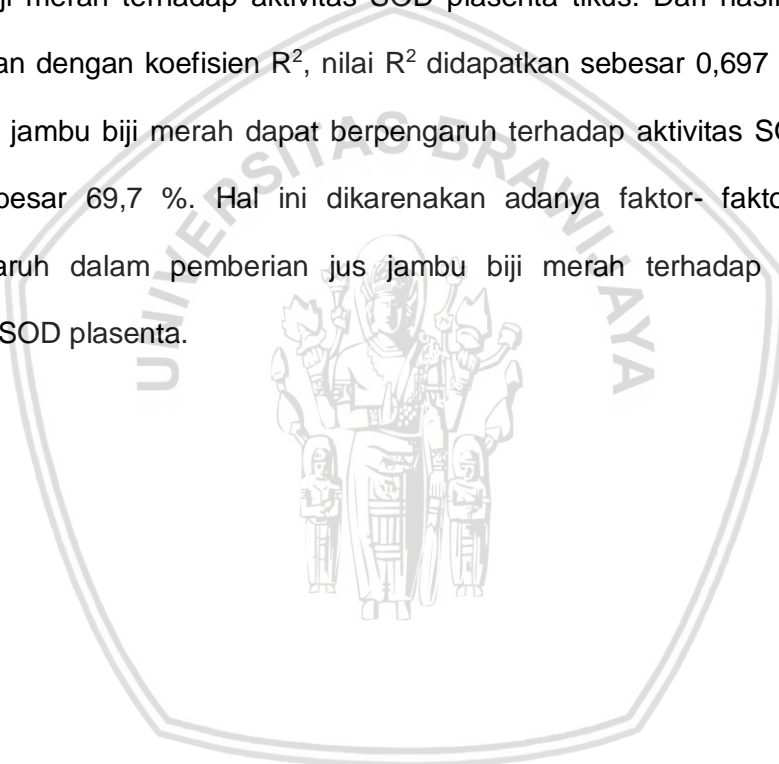 ji merah terhadap aktivitas SOD plasenta tikus. Dari hasil
an dengan koefisien R², nilai R² didapatkan sebesar 0,697
jambu biji merah dapat berpengaruh terhadap aktivitas
besar 69,7 %. Hal ini dikarenakan adanya faktor- fakto
aruh dalam pemberian jus jambu biji merah terhadap
SOD plasenta.
UNIVERSITAS BRAWIJAYA